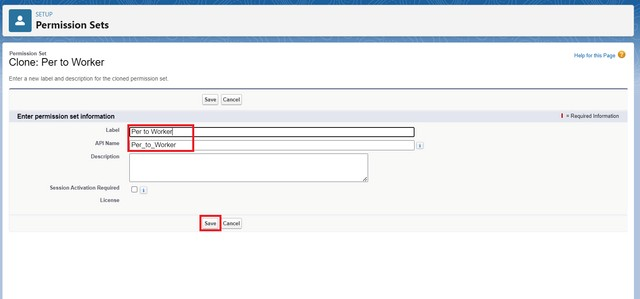 SETUP
Permission Sets
Permission Set
Clone: Per to Worker
Help for this Page ?
Enter a new label and description for the cloned permission set.
Save Cancel
Enter permission set information
= Required Information
Label Per to Worker
API Name Per_to_Worker i
Description
Session Activation Required i
License
Save Cancel